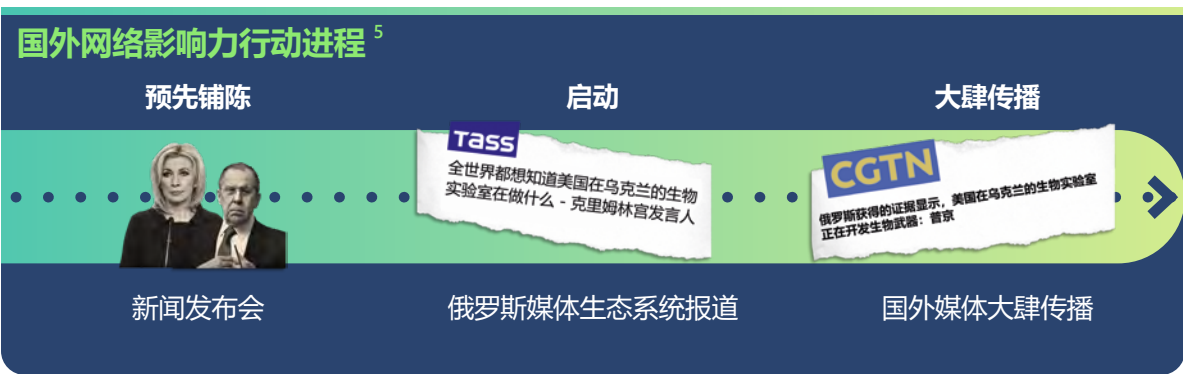 国外网络影响力行动进程 5
预先铺陈
启动
大肆传播
Tass
全世界都想知道美国在乌克兰的生物
实验室在做什么 - 克里姆林宫发言人
CGTN
俄罗斯获得的证据显示，美国在乌克兰的生物实验室
正在开发生物武器：普京
新闻发布会
俄罗斯媒体生态系统报道
国外媒体大肆传播